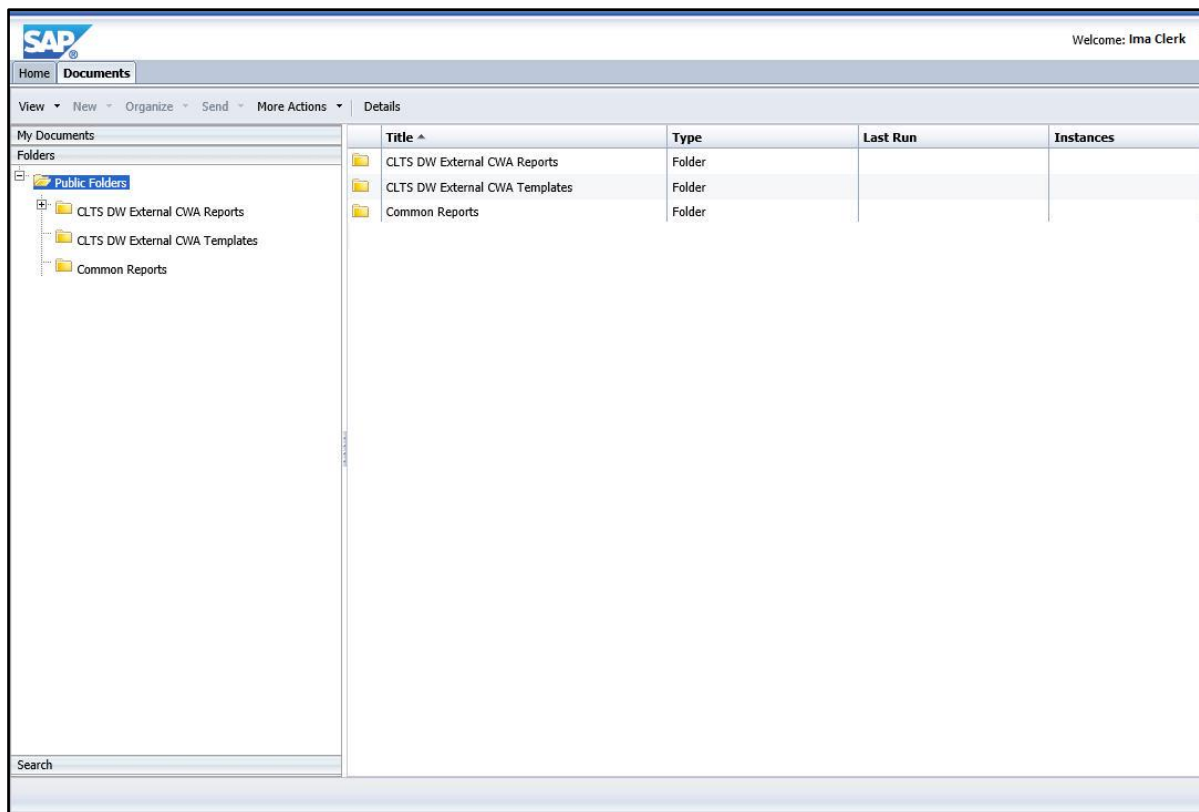 SAP®
Welcome: Ima Clerk
Home Documents
View New Organize Send More Actions Details
My Documents
Folders
Public Folders
CLTS DW External CWA Reports
CLTS DW External CWA Templates
Common Reports
Title Type Last Run Instances
CLTS DW External CWA Reports Folder
CLTS DW External CWA Templates Folder
Common Reports Folder
Search